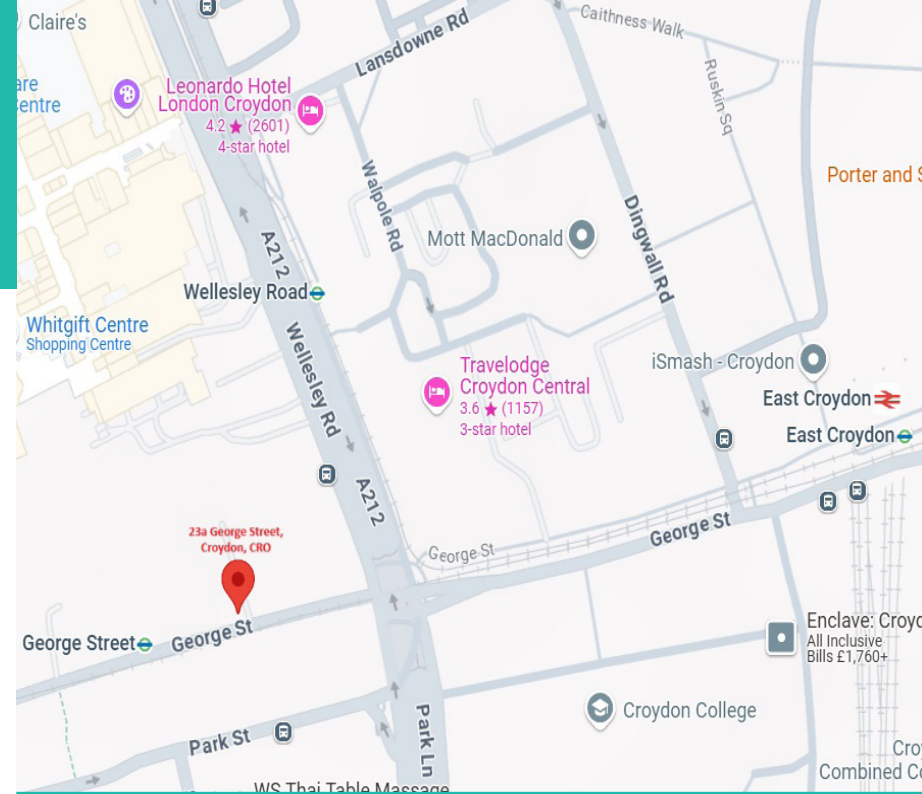 Claire's
Lansdowne Rd
Caithness Walk
are
entre
Leonardo Hotel
London Croydon
4.2 ★ (2601)
4-star hotel
Ruskin Sq
Walpole Rd
Porter and S
Mott MacDonald
Dingwall Rd
A212
Wellesley Road
Whitgift Centre
Shopping Centre
Wellesley Rd
Travelodge
Croydon Central
3.6 ★ (1157)
3-star hotel
iSmash - Croydon
East Croydon
East Croydon
A212
23a George Street,
Croydon, CRO
George St
George St
George Street
George St
Enclave: Croyd
All Inclusive
Bills £1,760+
Park St
Park Ln
Croydon College
Cro
Combined Co
WS Thai Table Massage